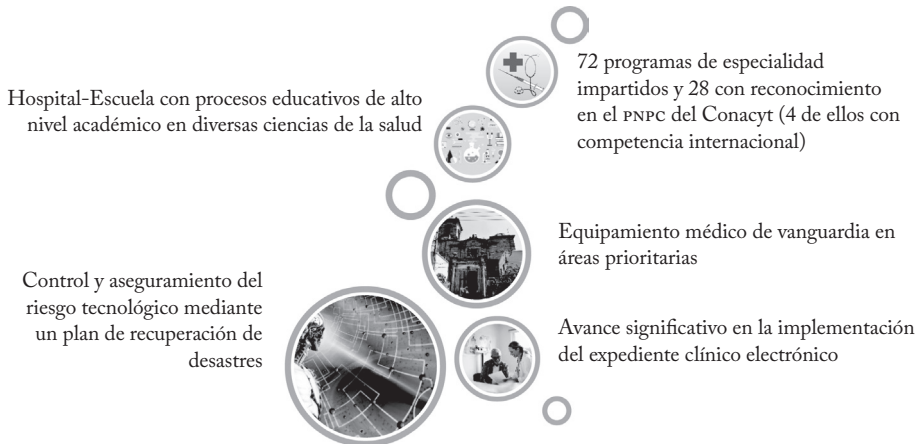 72 programas de especialidad
impartidos y 28 con reconocimiento
en el PNPC del Conacyt (4 de ellos con
competencia internacional)
Hospital-Escuela con procesos educativos de alto
nivel académico en diversas ciencias de la salud
Equipamiento médico de vanguardia en
áreas prioritarias
Control y aseguramiento del
riesgo tecnológico mediante
un plan de recuperación de
desastres
Avance significativo en la implementación
del expediente clínico electrónico